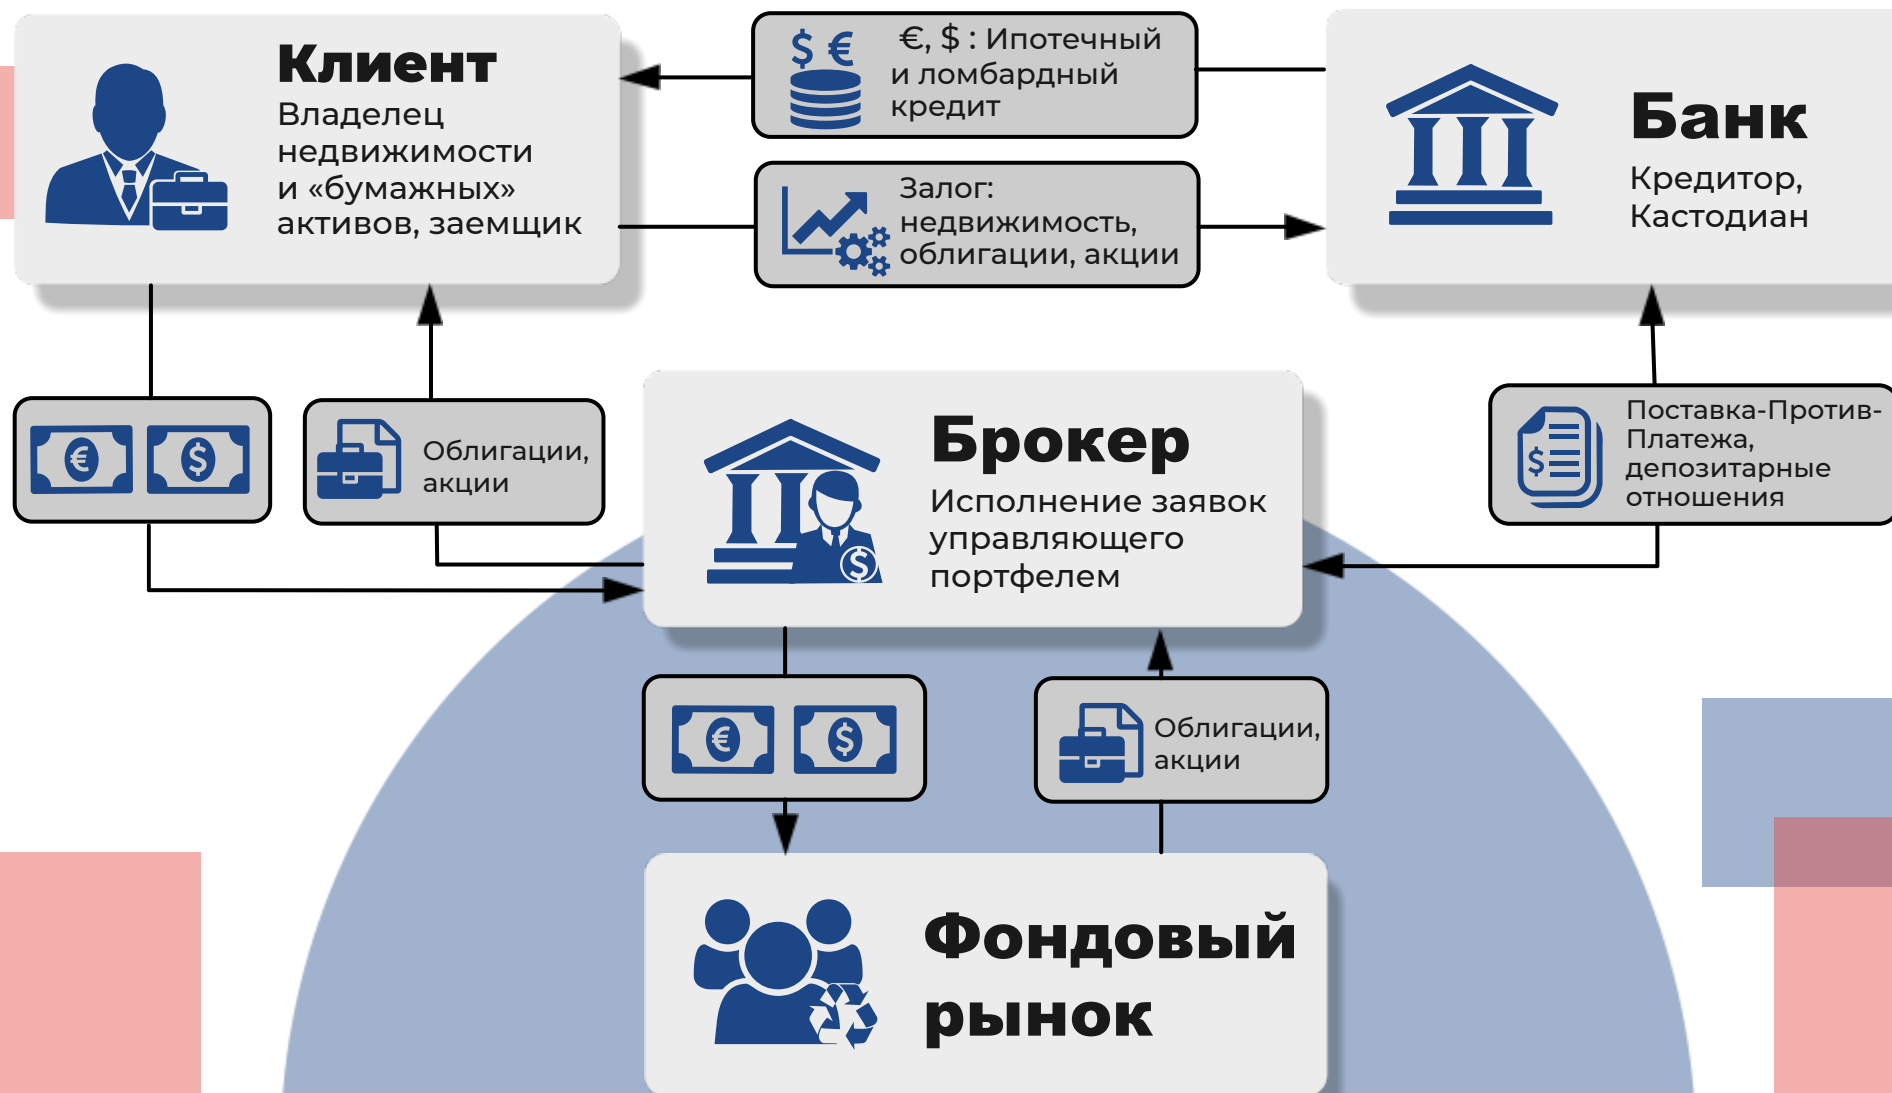 Клиент
Владелец
недвижимости
и «бумажных»
активов, заемщик
$ €
€, $ : Ипотечный
и ломбардный
кредит
Залог:
недвижимость,
облигации, акции
Банк
Кредитор,
Кастодиан
€ $
Облигации,
акции
Брокер
Исполнение заявок
управляющего
портфелем
$
$
Поставка-Против-
Платежа,
депозитарные
отношения
€ $
Облигации,
акции
Фондовый
рынок